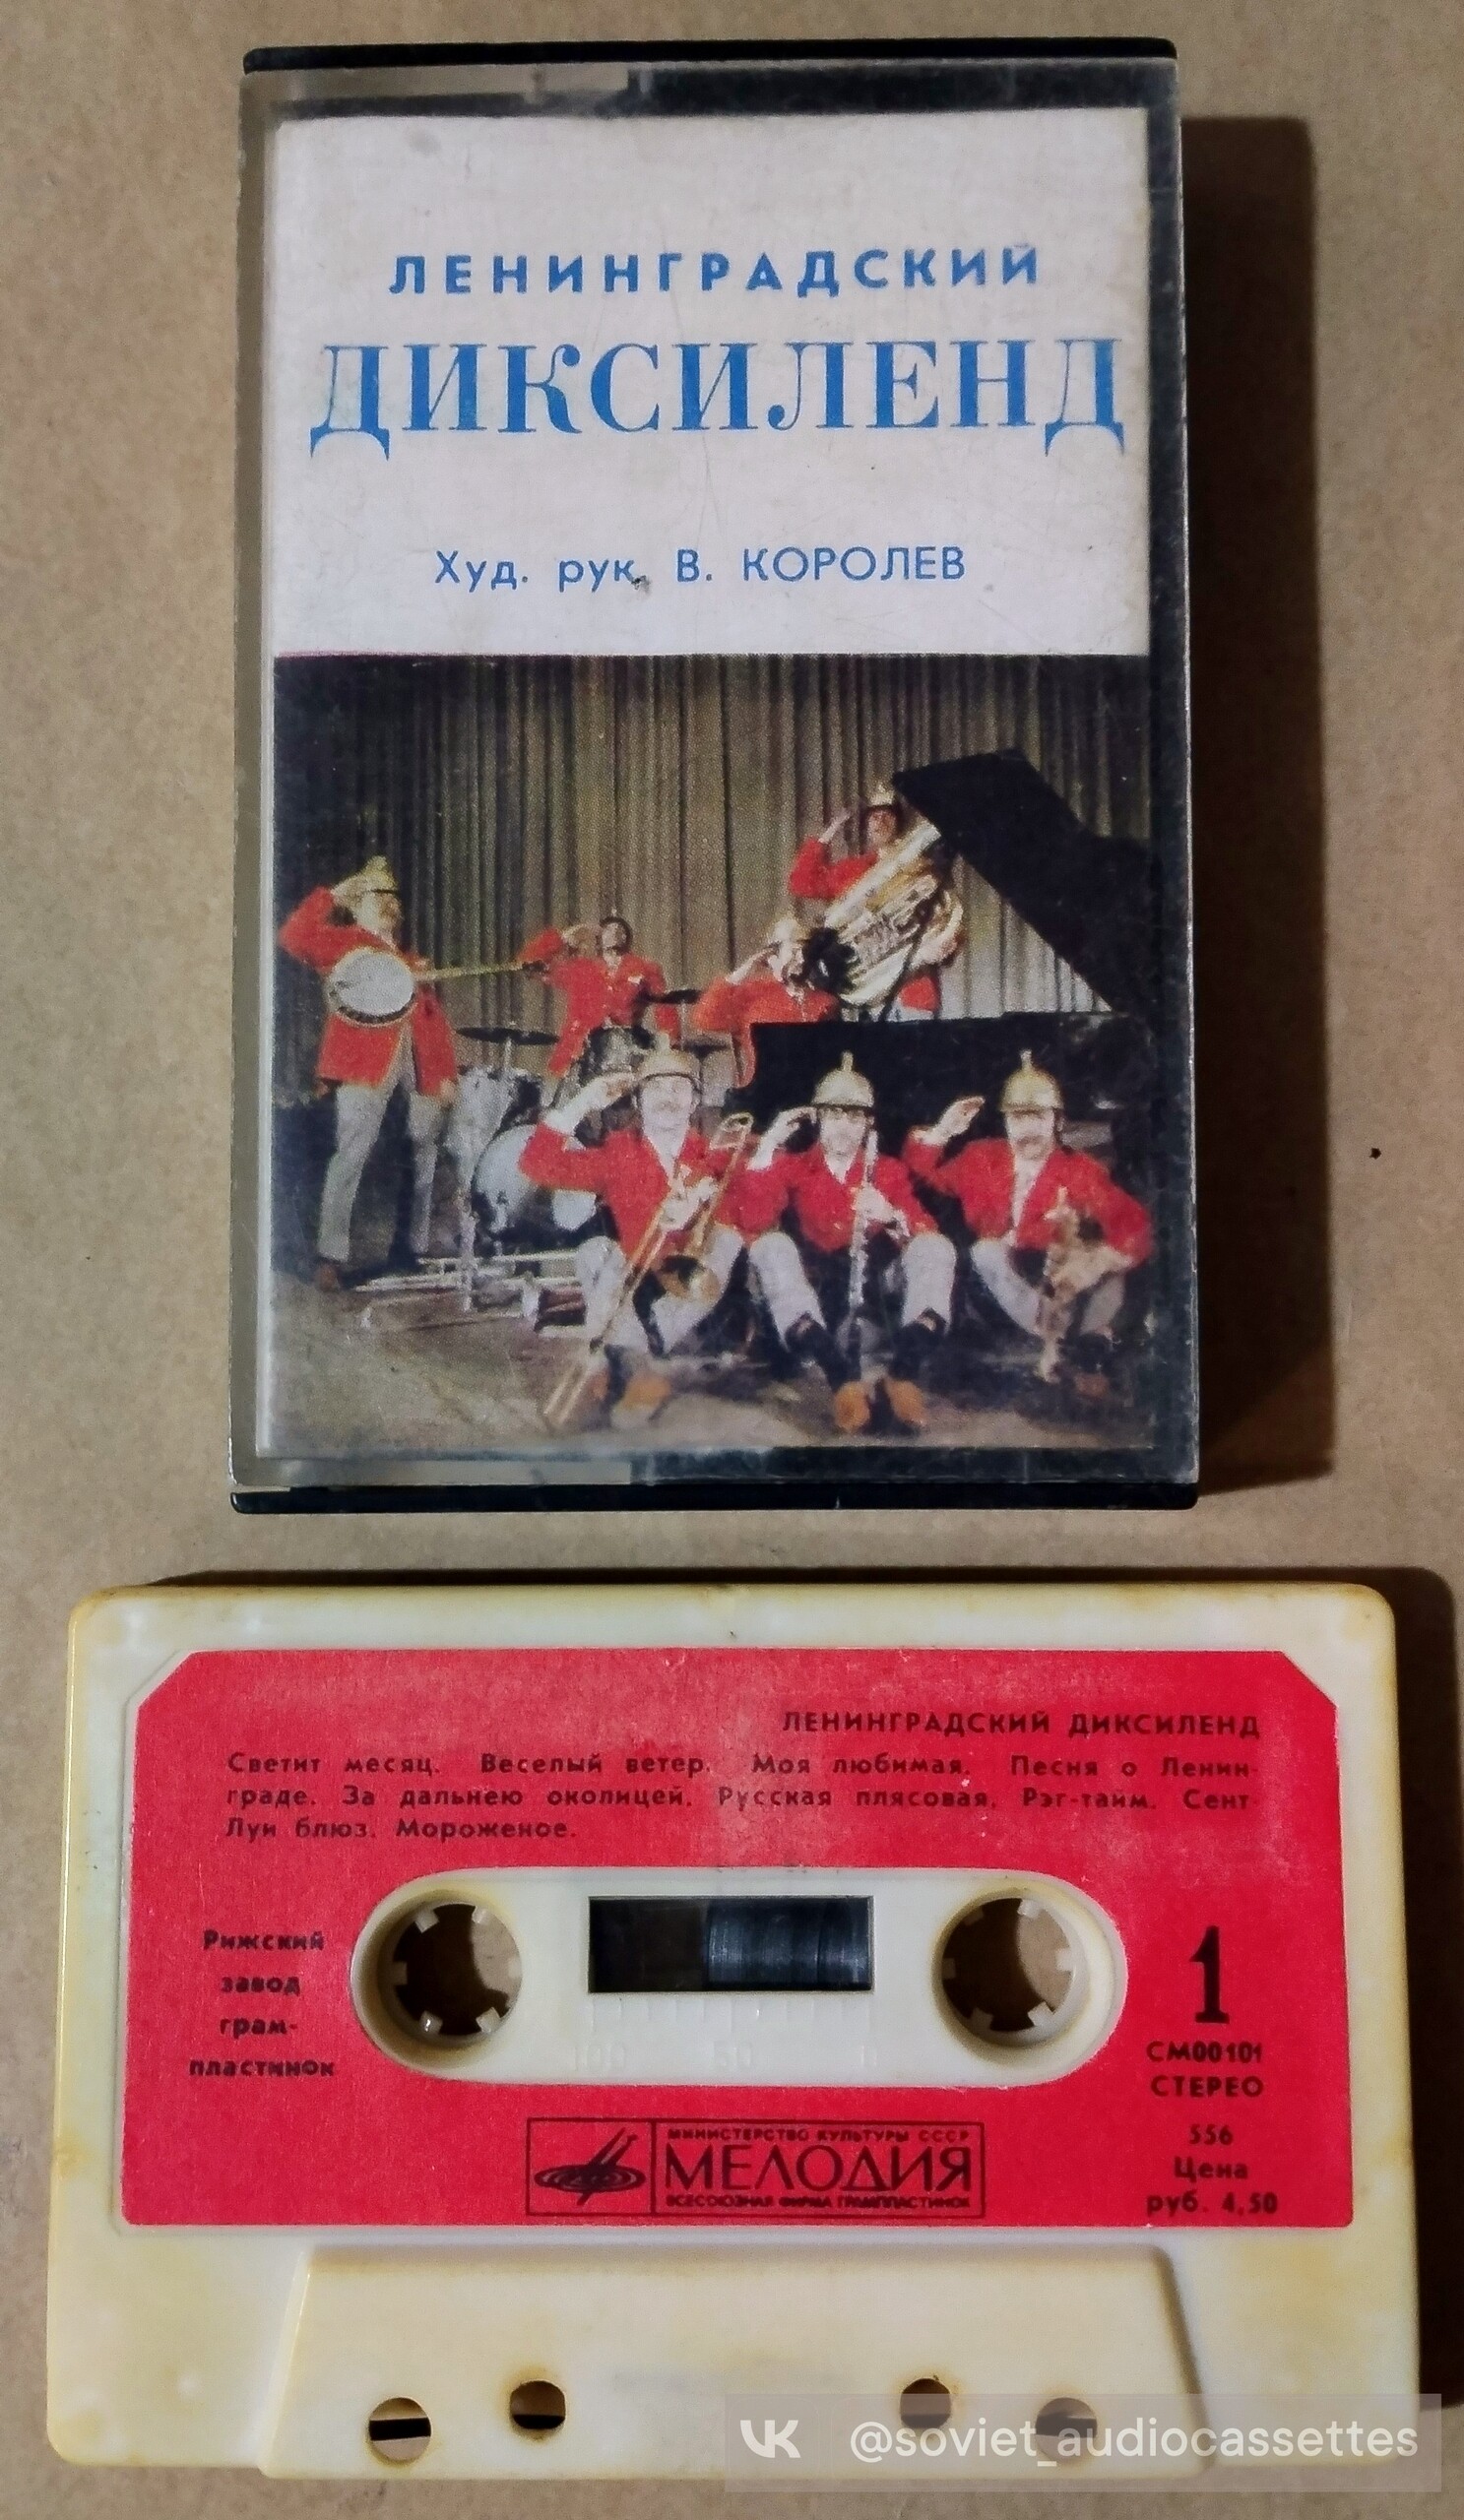 ЛЕНИНГРАДСКИЙ
ДИКСИЛЕНД
Худ. рук. В. КОРОЛЕВ
ЛЕНИНГРАДСКИЙ ДИКСИЛЕНД
Светит месяц. Веселый ветер. Моя любимая. Песня о Ленин-
граде. За дальнею околицей. Русская плясовая. Рэг-тайм. Сент-
Луи блюз. Мороженое.
Рижский
завод
грам-
пластинок
100 50 0
1
СМ00101
СТЕРЕО
556
Цена
руб. 4,50
МИНИСТЕРСТВО КУЛЬТУРЫ СССР
МЕЛОДИЯ
ВСЕСОЮЗНАЯ ФИРМА ГРАМПЛАСТИНОК
VK @soviet_audiocassettes